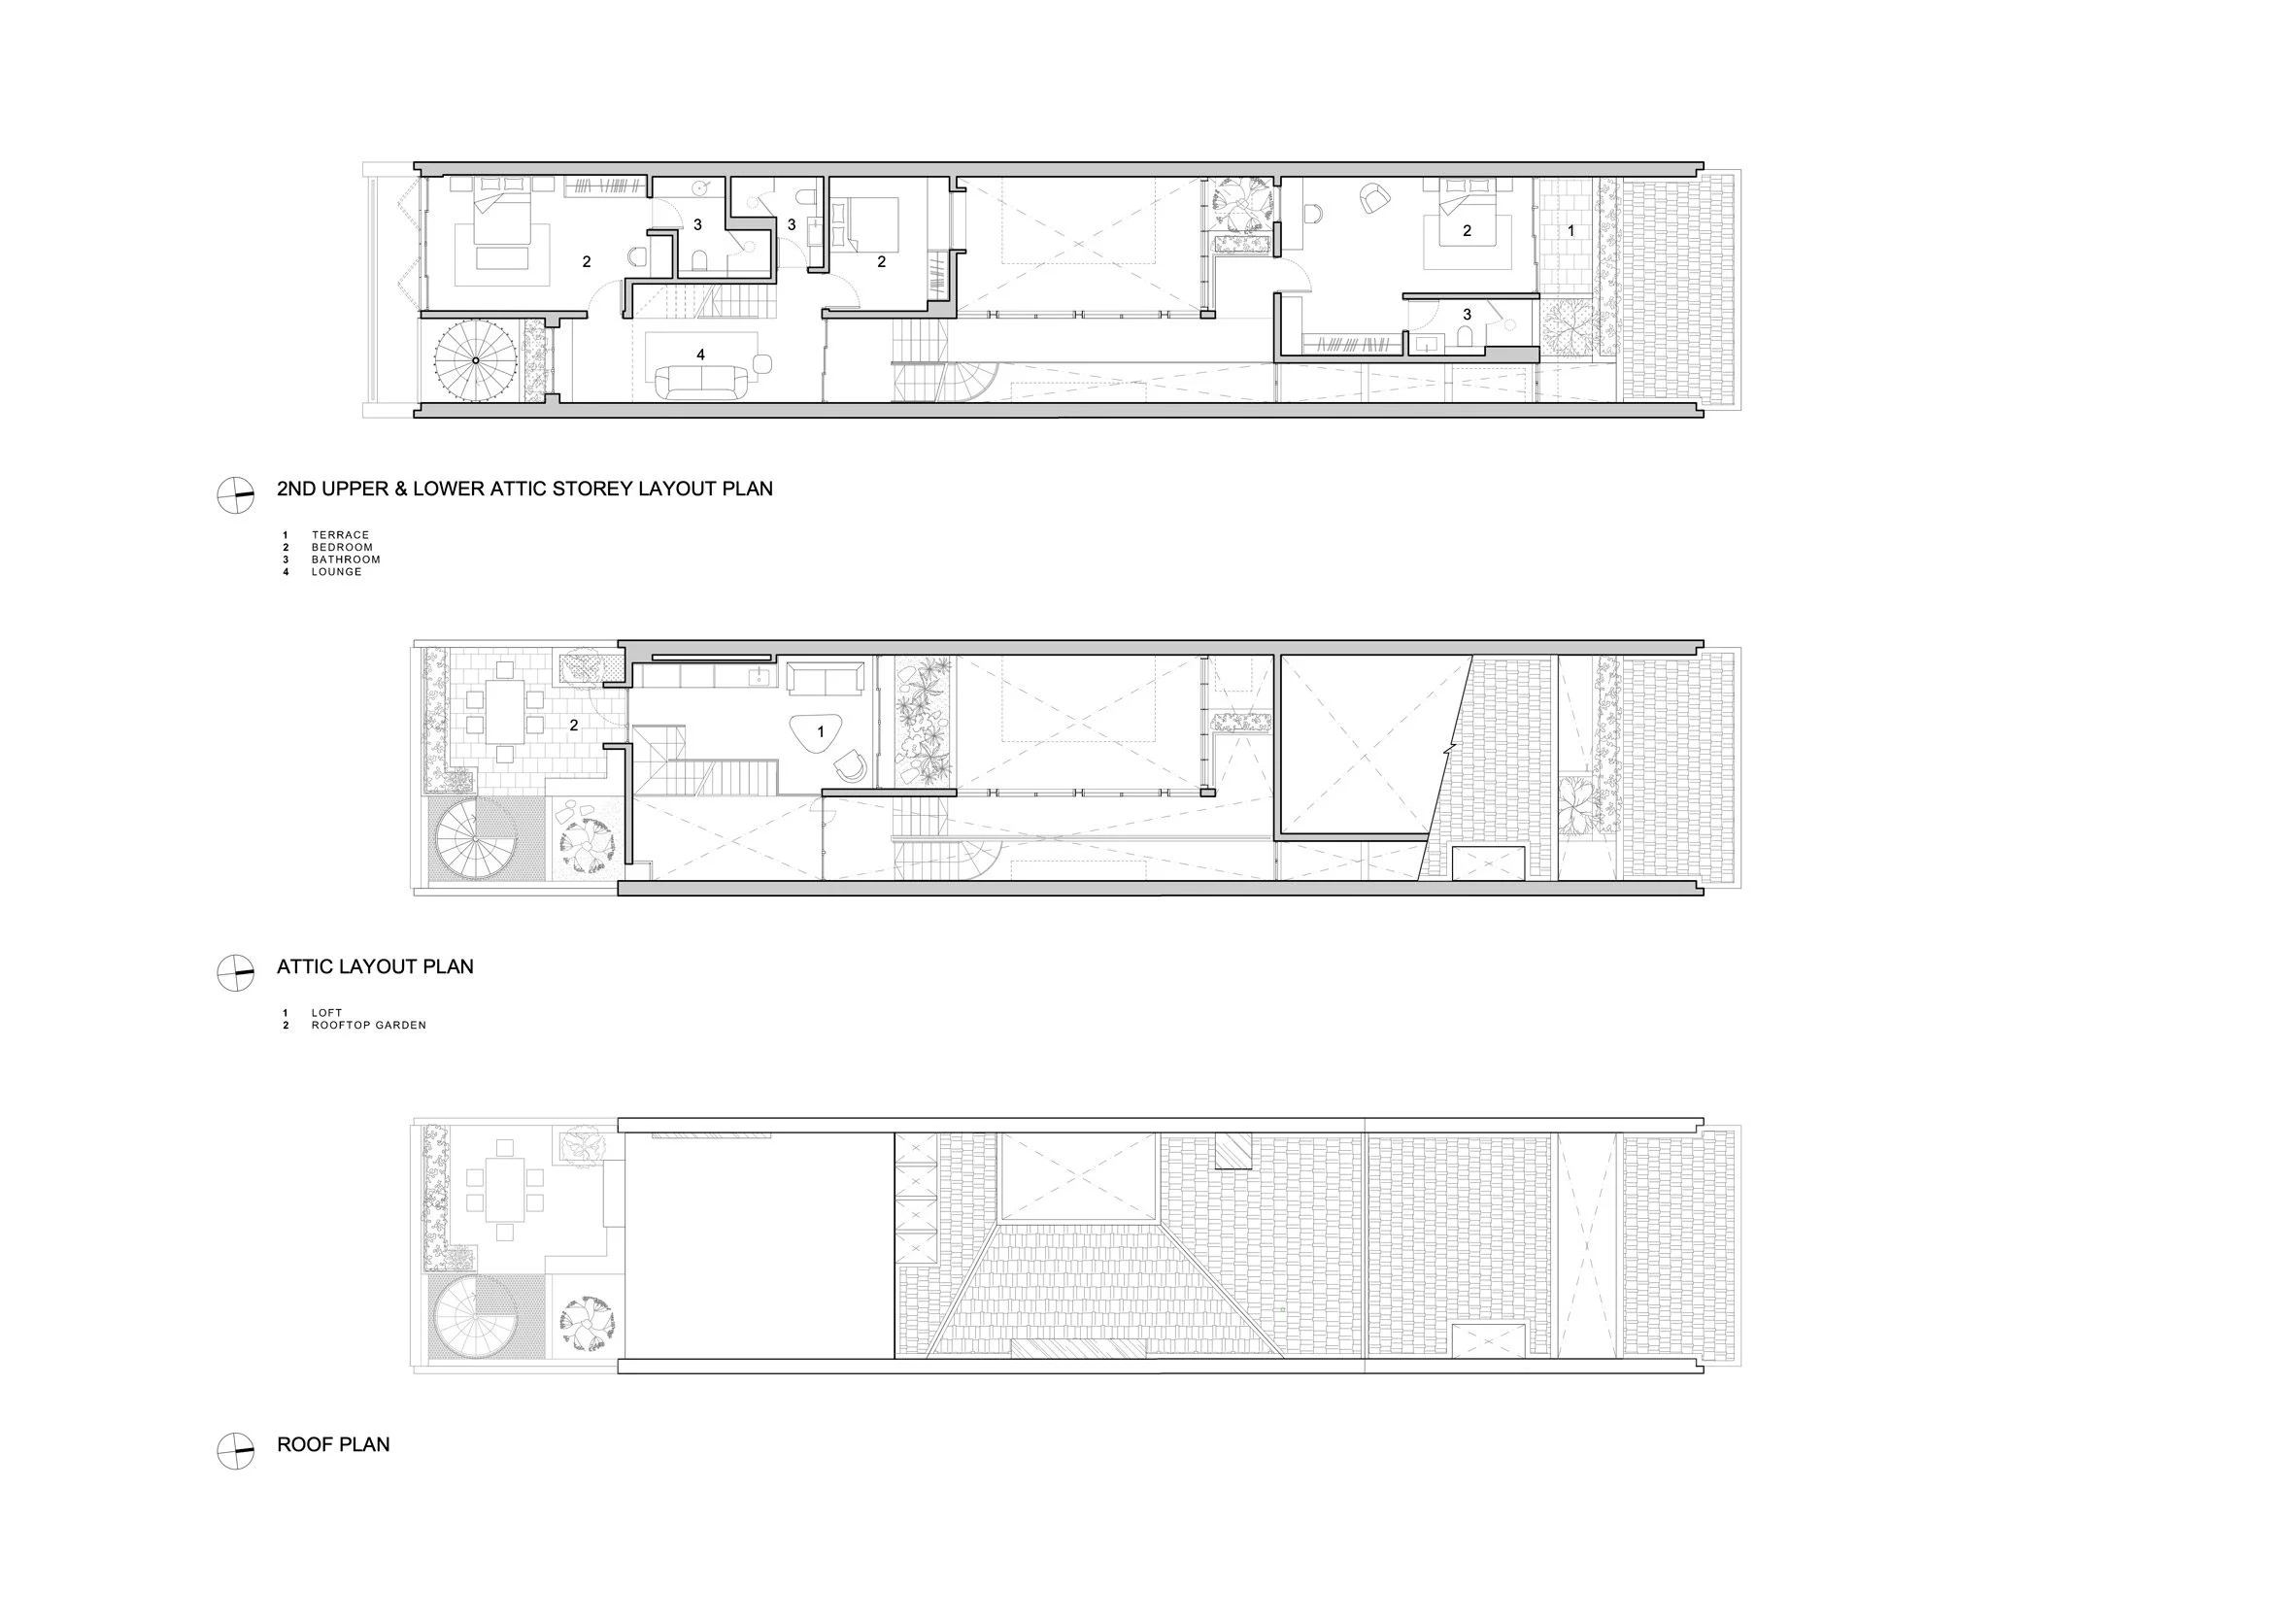 3
3
2
2
1
2
3
4
2ND UPPER & LOWER ATTIC STOREY LAYOUT PLAN
1 TERRACE
2 BEDROOM
3 BATHROOM
4 LOUNGE
2
1
ATTIC LAYOUT PLAN
1 LOFT
2 ROOFTOP GARDEN
ROOF PLAN